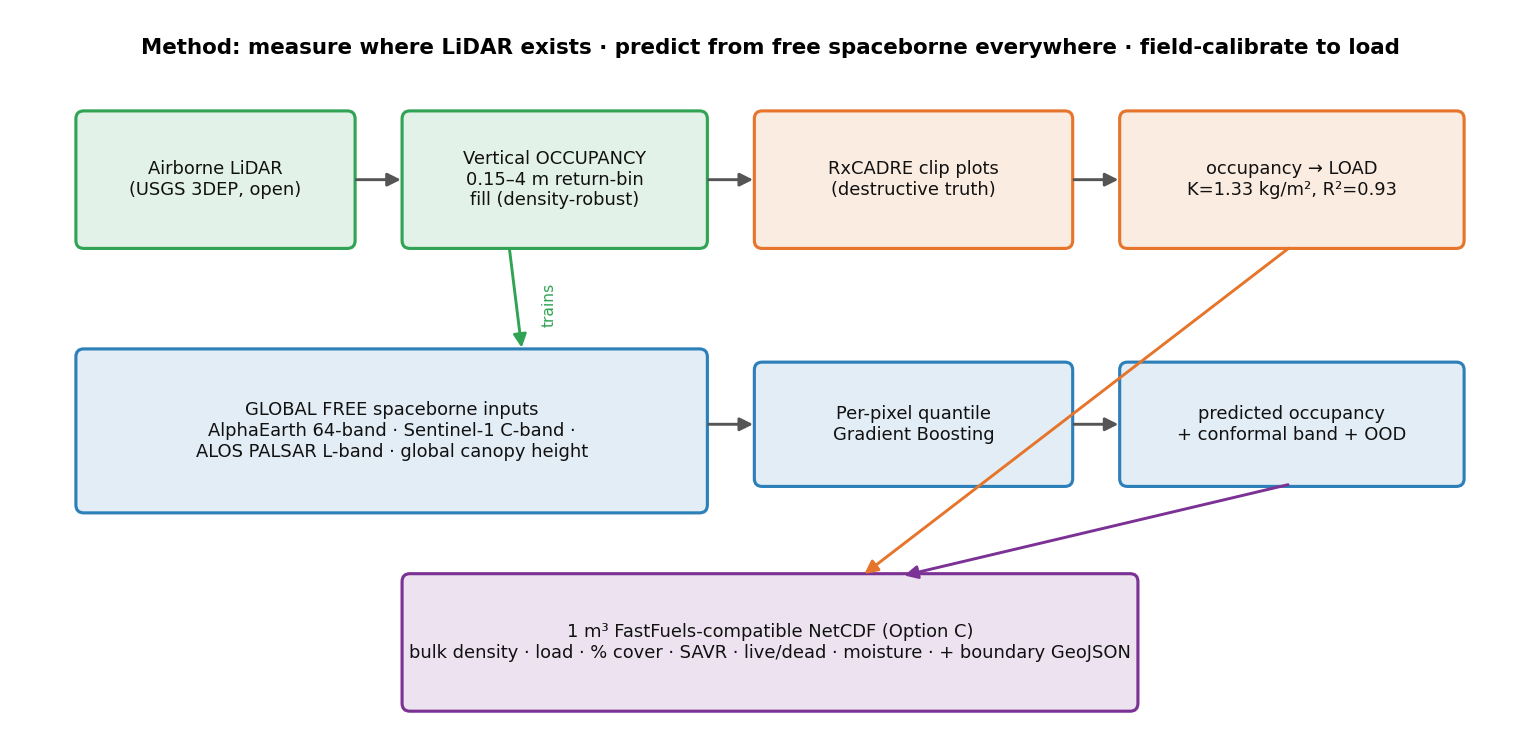 Method: measure where LiDAR exists · predict from free spaceborne everywhere · field-calibrate to load
Airborne LiDAR
(USGS 3DEP, open)
Vertical OCCUPANCY
0.15–4 m return-bin
fill (density-robust)
RxCADRE clip plots
(destructive truth)
occupancy → LOAD
K=1.33 kg/m², R²=0.93
trains
GLOBAL FREE spaceborne inputs
AlphaEarth 64-band · Sentinel-1 C-band ·
ALOS PALSAR L-band · global canopy height
Per-pixel quantile
Gradient Boosting
predicted occupancy
+ conformal band + OOD
1 m³ FastFuels-compatible NetCDF (Option C)
bulk density · load · % cover · SAVR · live/dead · moisture · + boundary GeoJSON